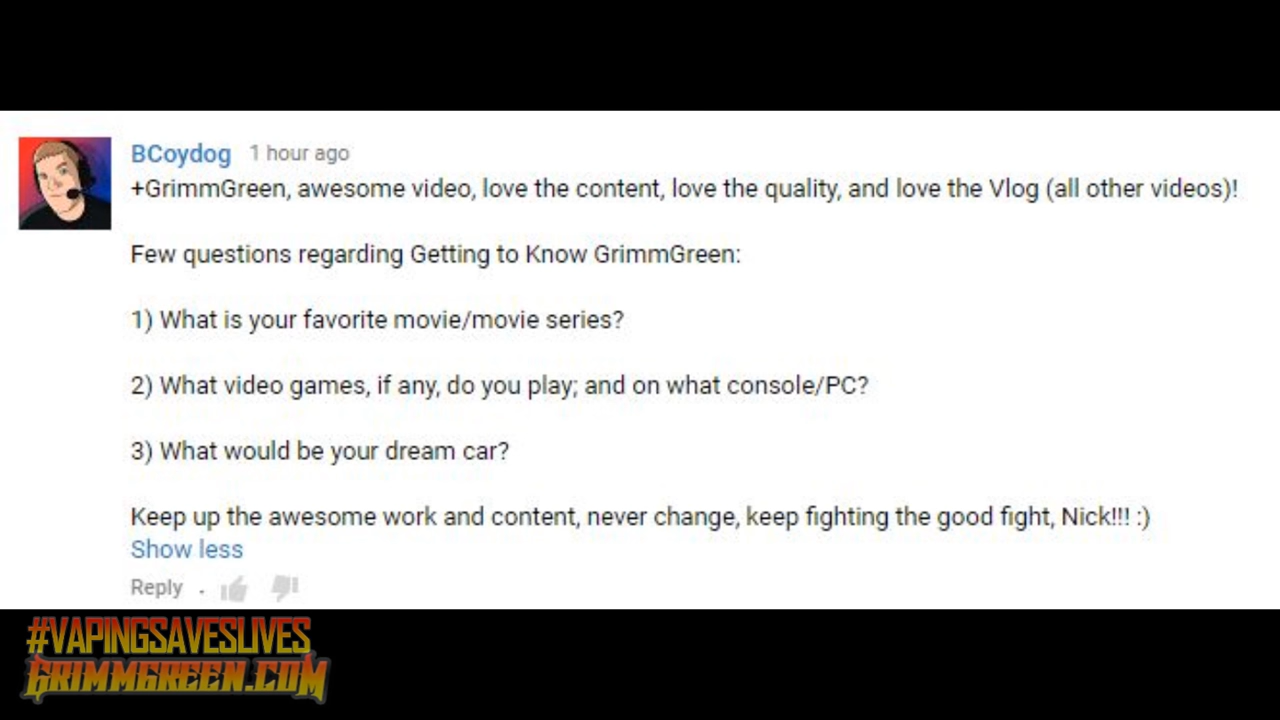 BCoydog 1 hour ago
+GrimmGreen, awesome video, love the content, love the quality, and love the Vlog (all other videos)!
Few questions regarding Getting to Know GrimmGreen:
1) What is your favorite movie/movie series?
2) What video games, if any, do you play; and on what console/PC?
3) What would be your dream car?
Keep up the awesome work and content, never change, keep fighting the good fight, Nick!!! :)
Show less
Reply .
#VAPINGSAVESLIVES
GRIMMGREEN.COM